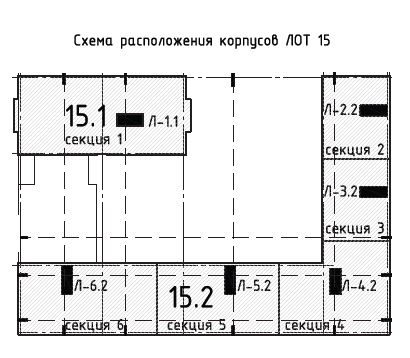 Схема расположения корпусов ЛОТ 15
15.1
Л-1.1
секция 1
Л-2.2
секция 2
Л-3.2
секция 3
Л-6.2
15.2
Л-5.2
Л-4.2
секция 6
секция 5
секция 4